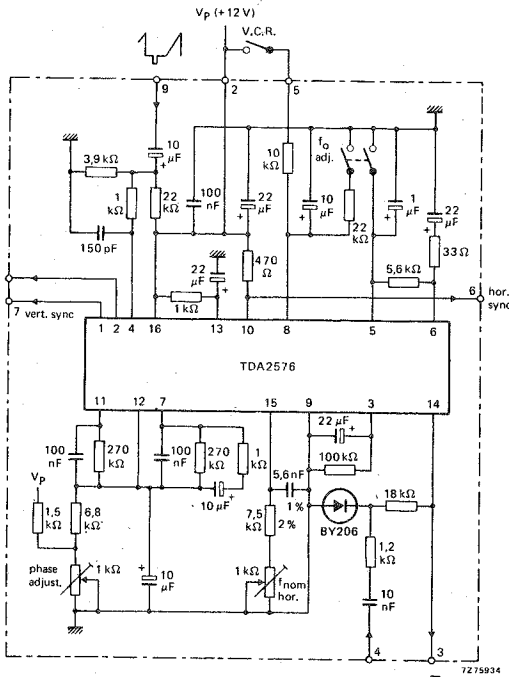 Vp (+12 V)
V.C.R.
9
2
5
10 µF
+
3,9 kΩ
1 kΩ
22 kΩ
100 nF
22 µF
+
10 kΩ
10 µF
+
fo adj.
22 kΩ
1 µF
+
22 µF
+
150 pF
22 µF
+
470 Ω
33 Ω
5,6 kΩ
1 kΩ
6 hor. sync
7 vert. sync
1 2 4 16 13 10 8 5 6
TDA2576
11 12 7 15 9 3 14
100 nF
270 kΩ
100 nF
270 kΩ
1 kΩ
10 µF +
22 µF +
100 kΩ
5,6 nF
1 %
18 kΩ
BY206
Vp
1,5 kΩ
6,8 kΩ
7,5 kΩ
2 %
1,2 kΩ
phase adjust.
1 kΩ
+
10 µF
1 kΩ
fnom hor.
10 nF
4
3
7Z75934